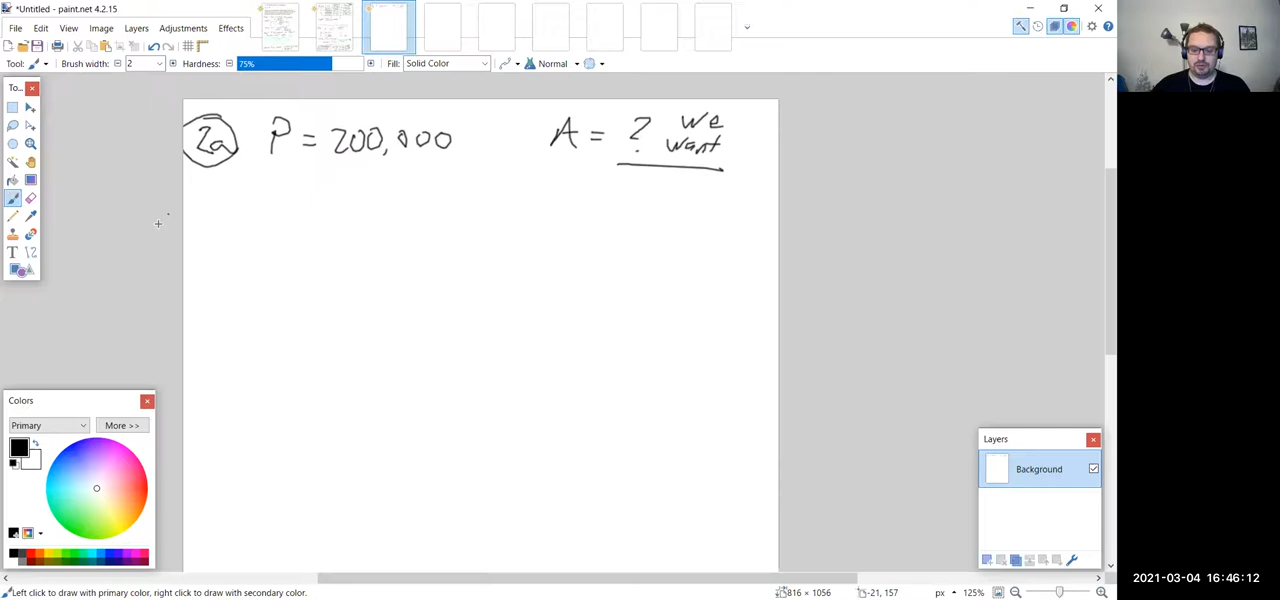 *Untitled - paint.net 4.2.15
File Edit View Image Layers Adjustments Effects
Tool: Brush width: 2 Hardness: 75% Fill: Solid Color Normal
To...
2a P = 200,000 A = ? we want
Colors
Primary More >>
Layers
Background
Left click to draw with primary color, right click to draw with secondary color.
816 × 1056 -21, 157 px 125%
2021-03-04 16:46:12